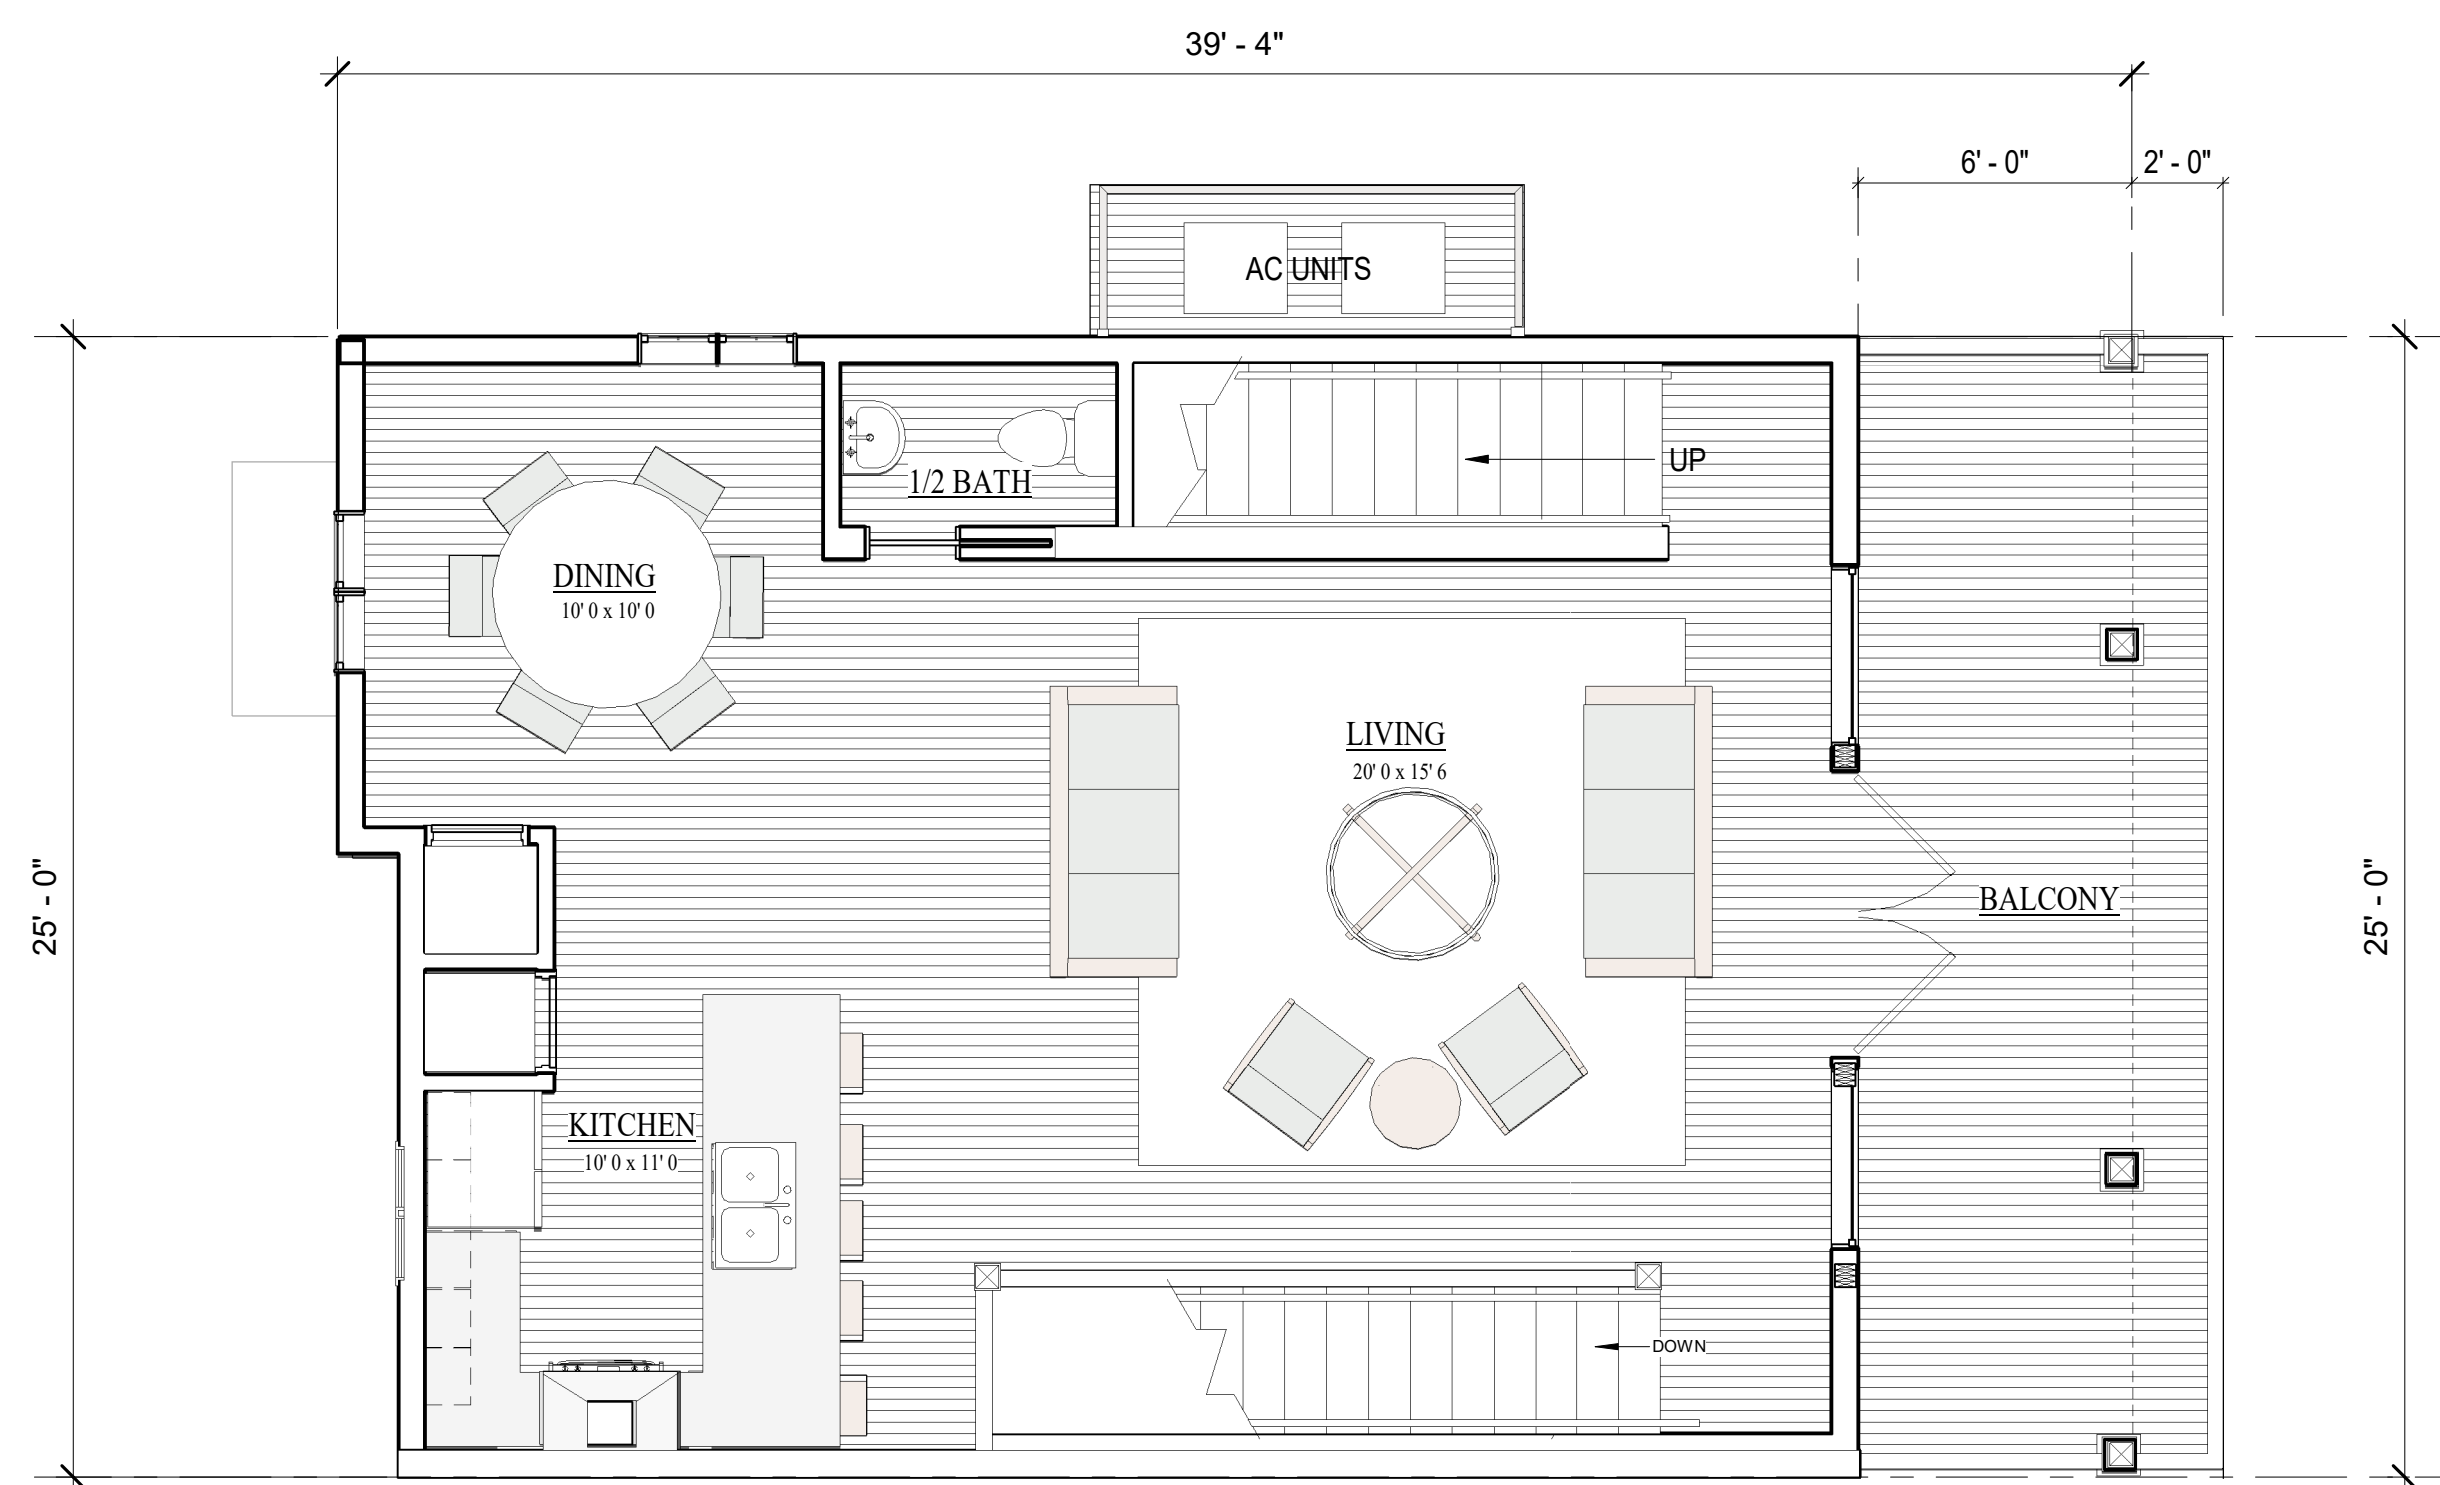 39' - 4"
6' - 0"
2' - 0"
AC UNITS
UP
1/2 BATH
DINING
10' 0 x 10' 0
LIVING
20' 0 x 15' 6
25' - 0"
BALCONY
25' - 0"
KITCHEN
10' 0 x 11' 0
DOWN